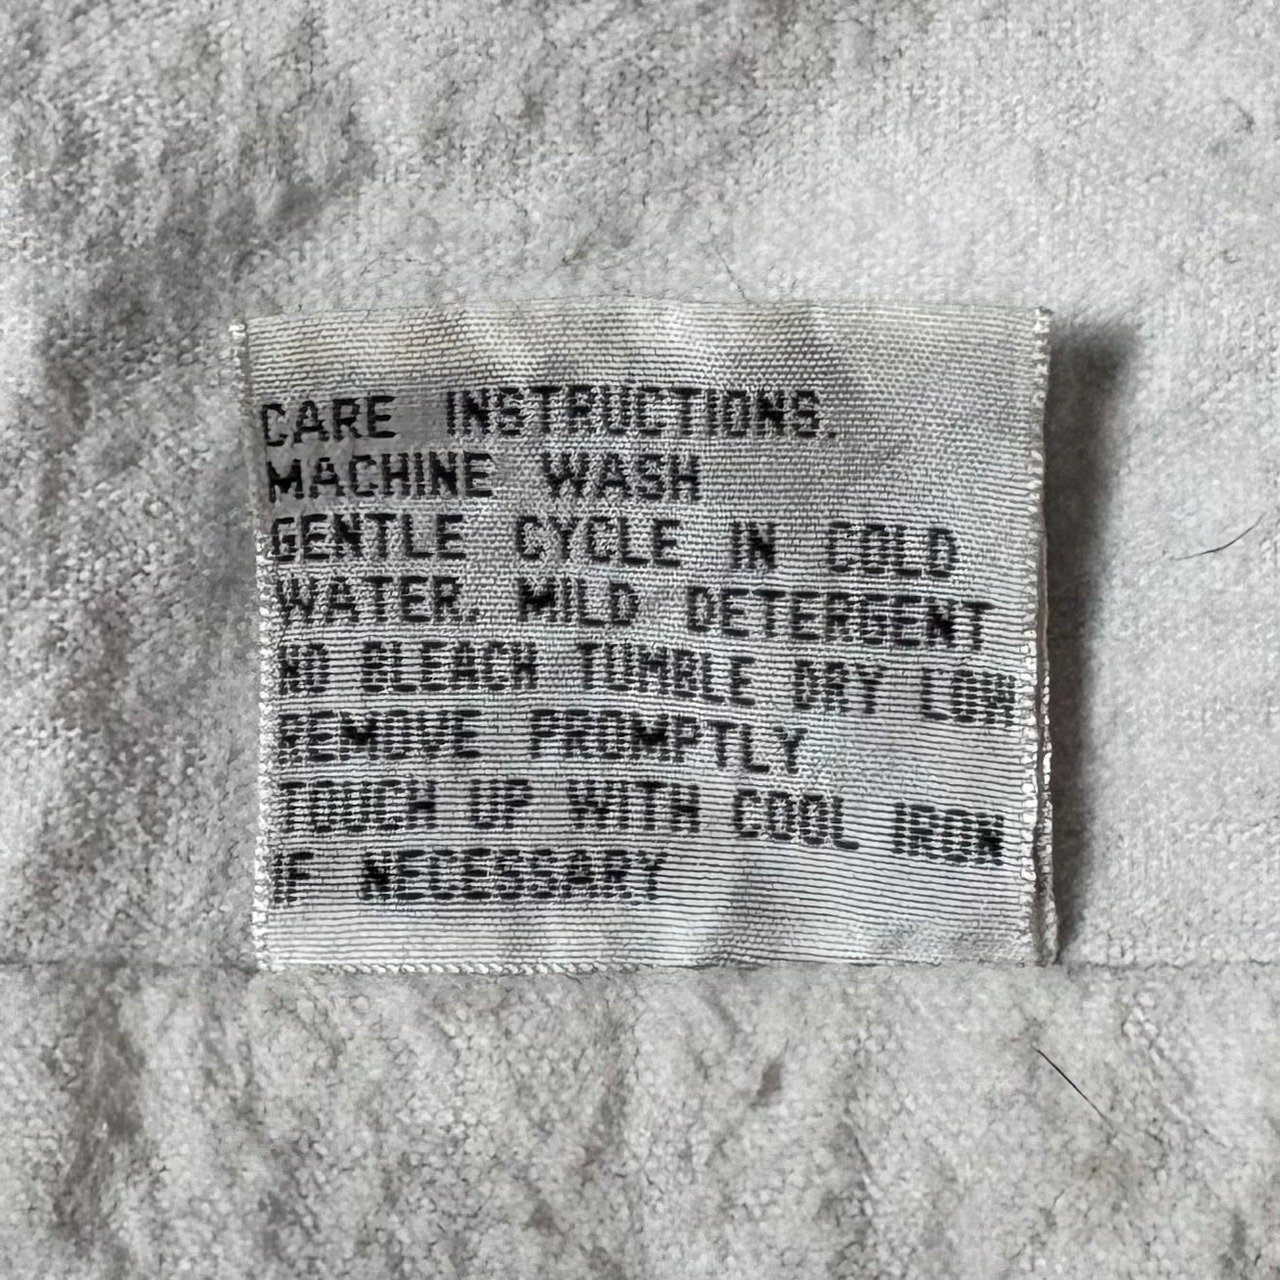 CARE INSTRUCTIONS.
MACHINE WASH
GENTLE CYCLE IN COLD
WATER. MILD DETERGENT
NO BLEACH TUMBLE DRY LOW
REMOVE PROMPTLY
TOUCH UP WITH COOL IRON
IF NECESSARY